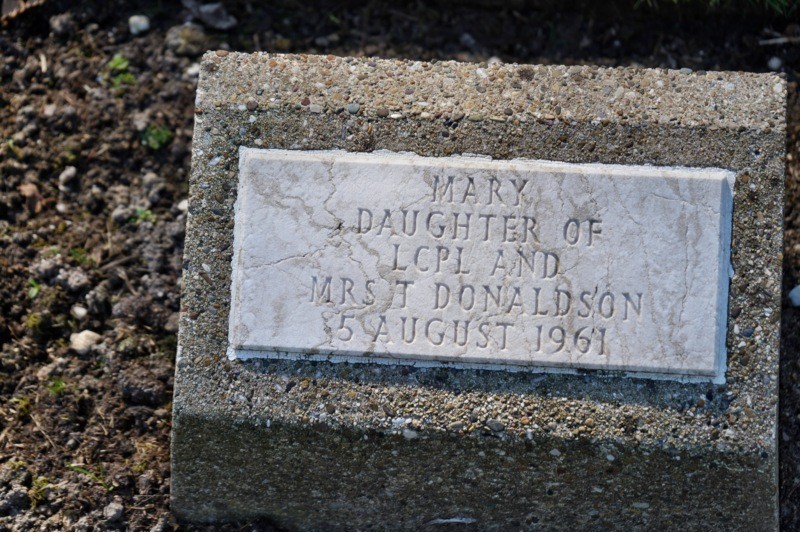 MARY
DAUGHTER OF
LCPL AND
MRS T DONALDSON
5 AUGUST 1961